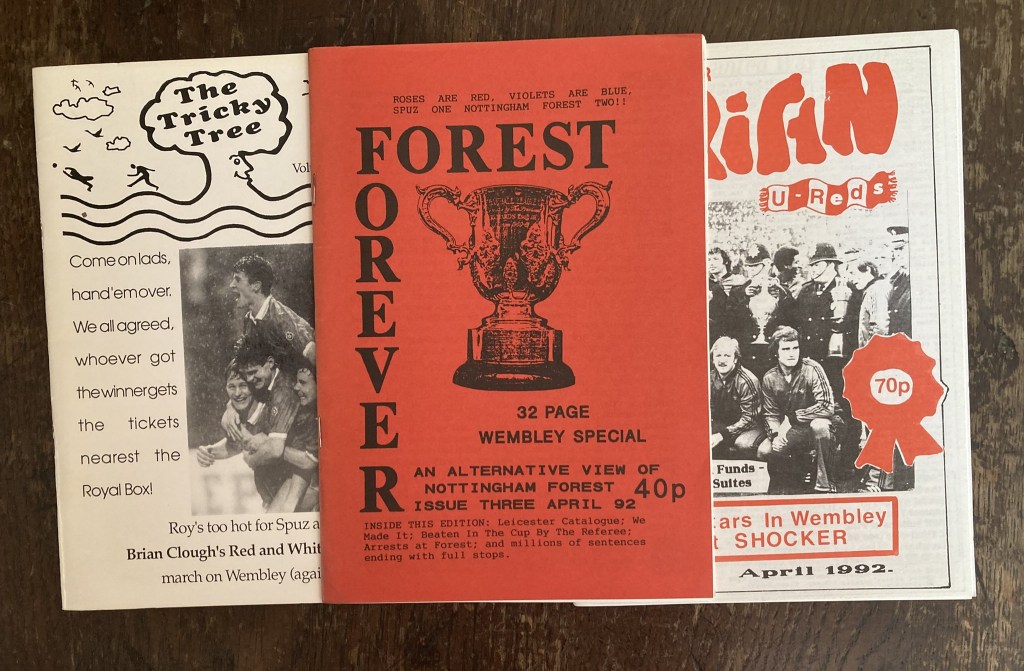 The
Tricky
Tree
Vol
Come on lads,
hand 'em over.
We all agreed,
whoever got
the winner gets
the tickets
nearest the
Royal Box!
Roy's too hot for Spuz a
Brian Clough's Red and Whit
march on Wembley (agai
ROSES ARE RED, VIOLETS ARE BLUE,
SPUZ ONE NOTTINGHAM FOREST TWO!!
FOREST
FOREVER
32 PAGE
WEMBLEY SPECIAL
AN ALTERNATIVE VIEW OF
NOTTINGHAM FOREST
ISSUE THREE APRIL 92
40p
INSIDE THIS EDITION: Leicester Catalogue; We
Made It; Beaten In The Cup By The Referee;
Arrests at Forest; and millions of sentences
ending with full stops.
R
RIAN
U-Reds
70p
Funds -
Suites
ars In Wembley
t SHOCKER
April 1992.